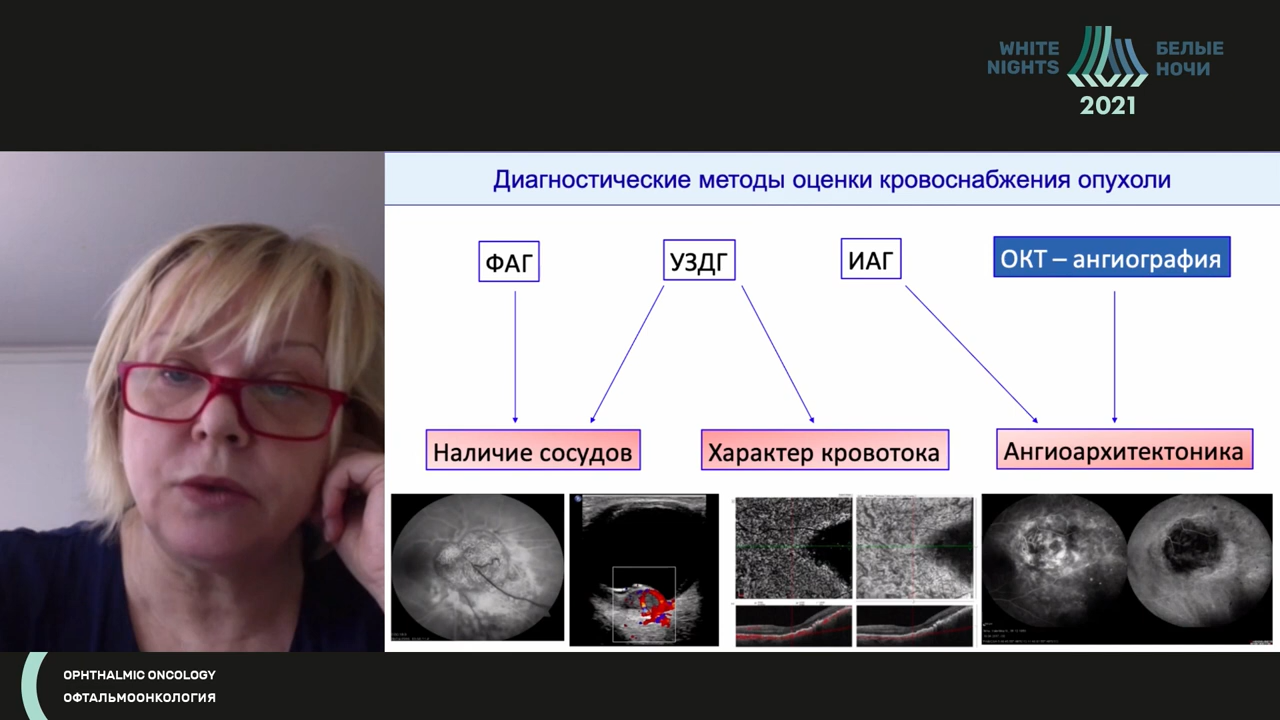 WHITE
NIGHTS
БЕЛЫЕ
НОЧИ
2021
Диагностические методы оценки кровоснабжения опухоли
ФАГ
УЗДГ
ИАГ
ОКТ – ангиография
Наличие сосудов
Характер кровотока
Ангиоархитектоника
OPHTHALMIC ONCOLOGY
ОФТАЛЬМООНКОЛОГИЯ